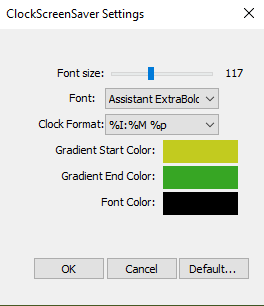 ClockScreenSaver Settings
Font size: 117
Font: Assistant ExtraBold
Clock Format: %I:%M %p
Gradient Start Color:
Gradient End Color:
Font Color:
OK Cancel Default...